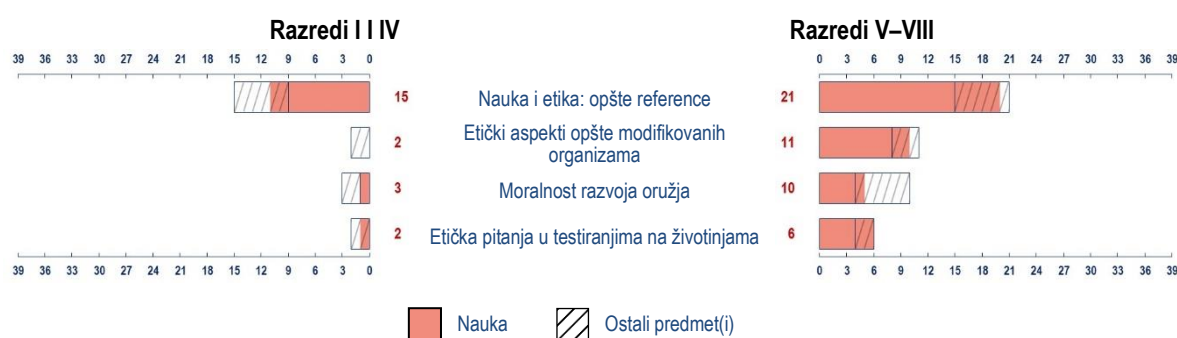 Razredi I I IV
Razredi V–VIII
39 36 33 30 27 24 21 18 15 12 9 6 3 0
0 3 6 9 12 15 18 21 24 27 30 33 36 39
15 Nauka i etika: opšte reference 21
2 Etički aspekti opšte modifikovanih
organizama 11
3 Moralnost razvoja oružja 10
2 Etička pitanja u testiranjima na životinjama 6
39 36 33 30 27 24 21 18 15 12 9 6 3 0
0 3 6 9 12 15 18 21 24 27 30 33 36 39
Nauka
Ostali predmet(i)